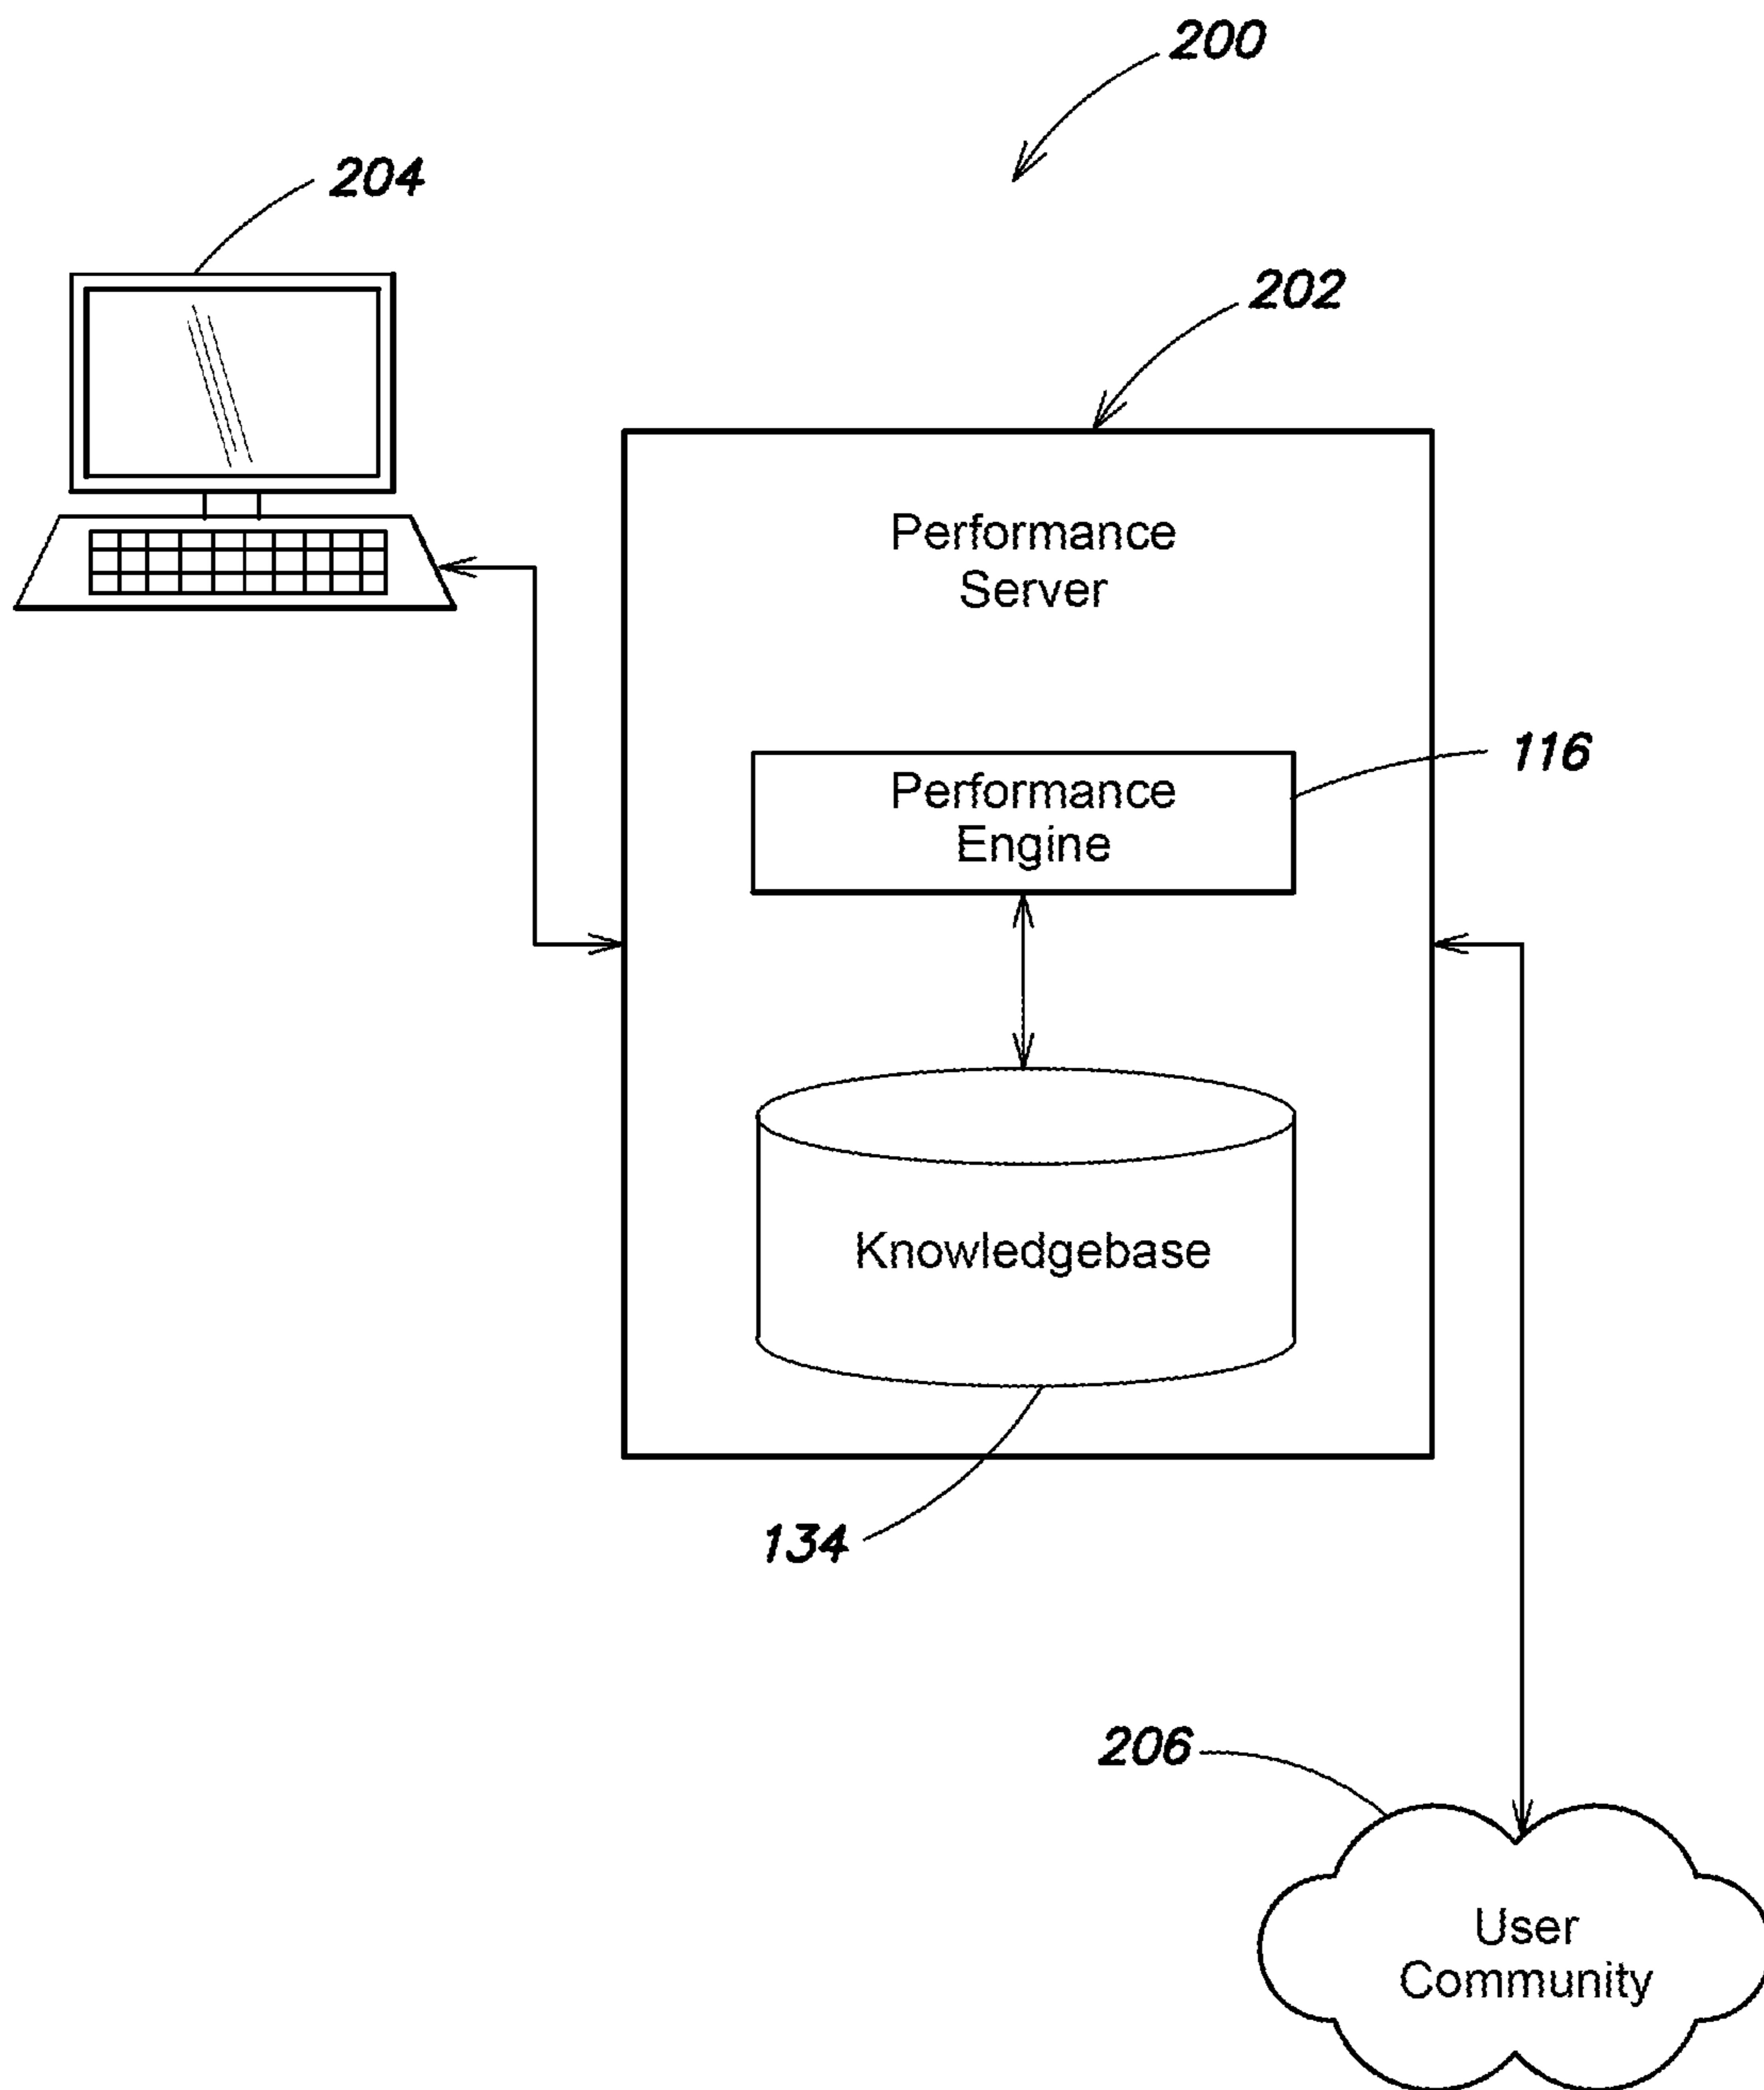 200
204
202
Performance
Server
116
Performance
Engine
Knowledgebase
134
206
User
Community